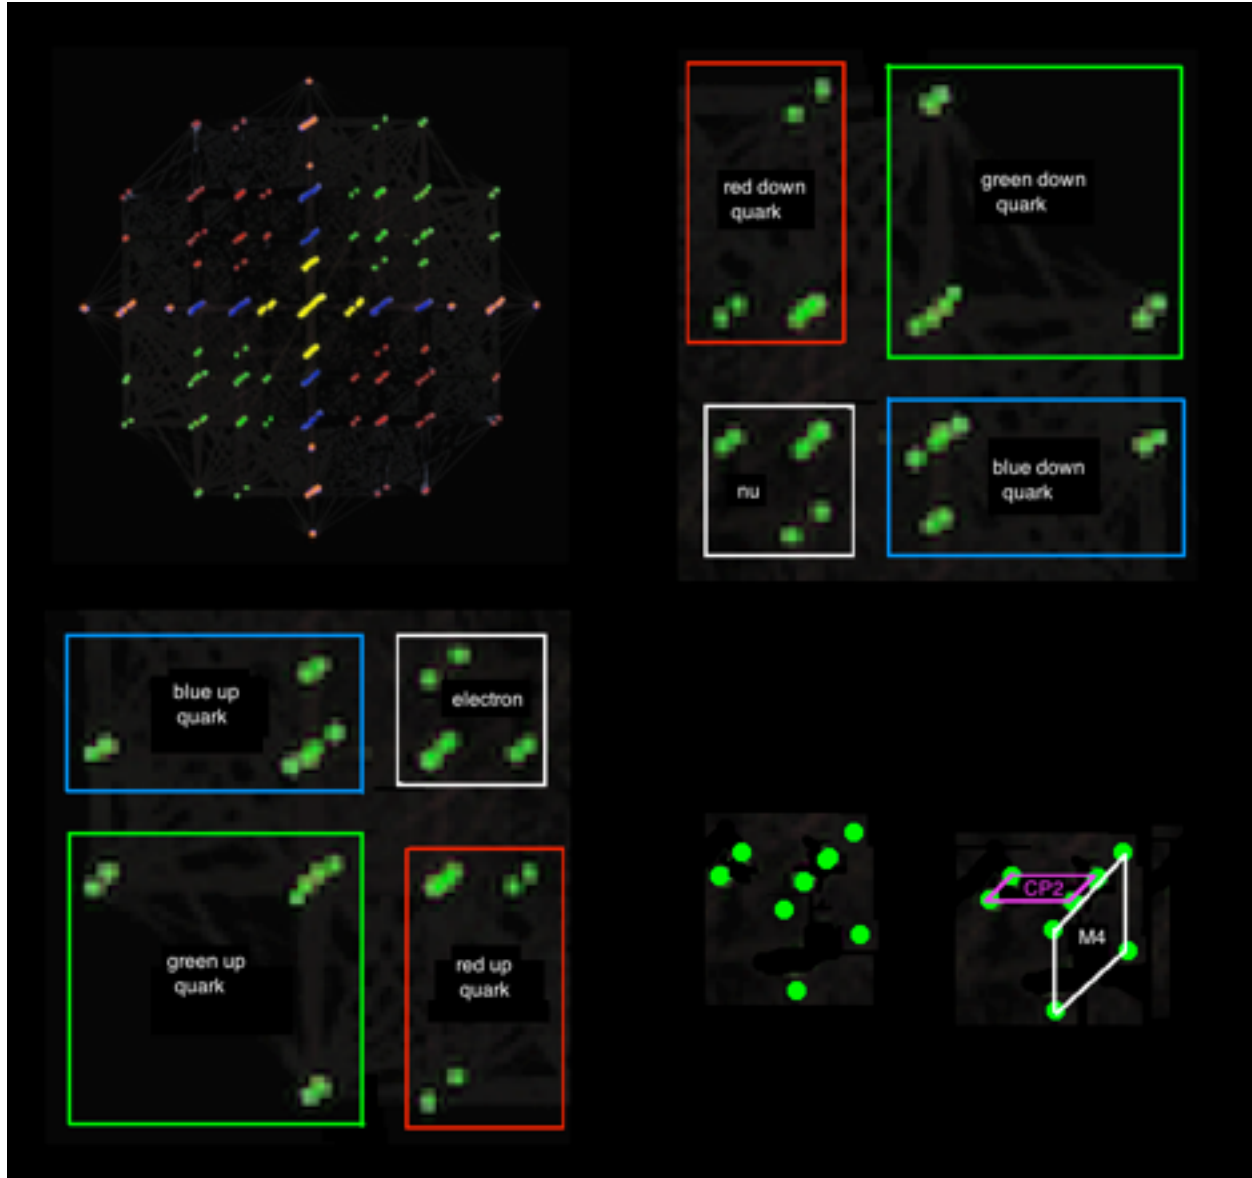 red down
quark
green down
quark
nu
blue down
quark
blue up
quark
electron
green up
quark
red up
quark
CP2
M4